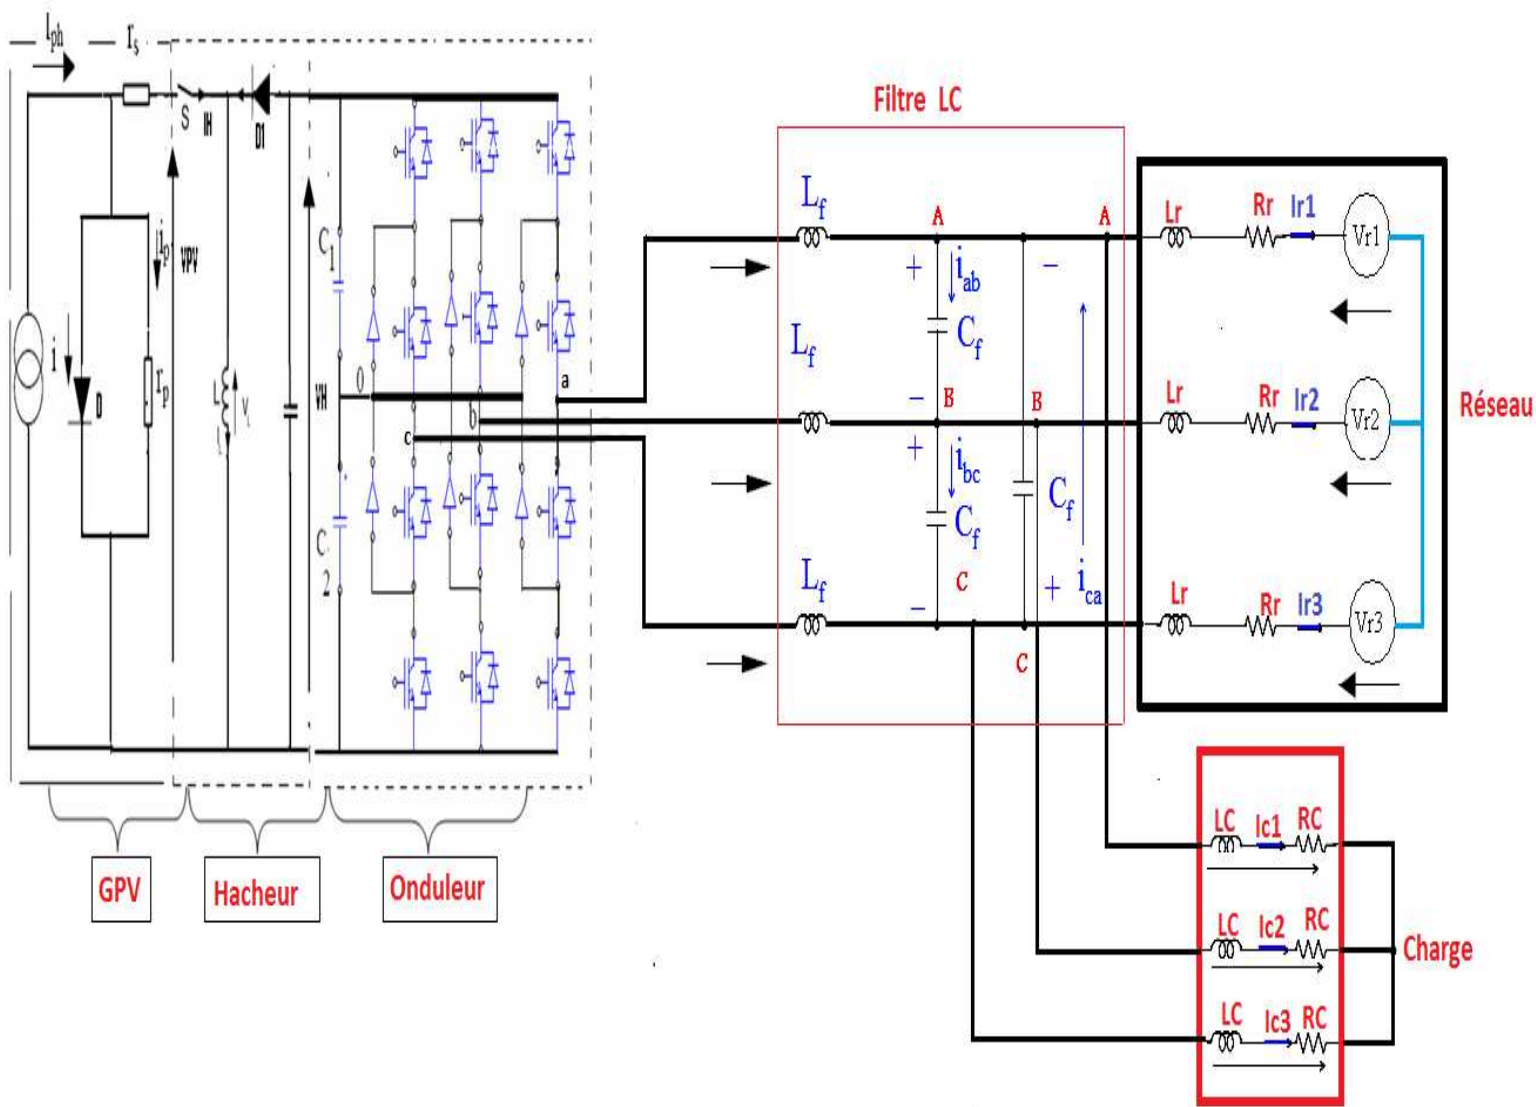 Iph
rs
S
IH
D1
i
D
ip
rp
VPV
L
VH
C1
0
C
2
a
b
c
GPV
Hacheur
Onduleur
Filtre LC
Lf
Lf
Lf
A
A
+
iab
−
Cf
−
B
B
+
ibc
Cf
Cf
C
−
+
ica
C
Lr
Rr
Ir1
Vr1
Lr
Rr
Ir2
Vr2
Lr
Rr
Ir3
Vr3
Réseau
LC
Ic1
RC
LC
Ic2
RC
LC
Ic3
RC
Charge